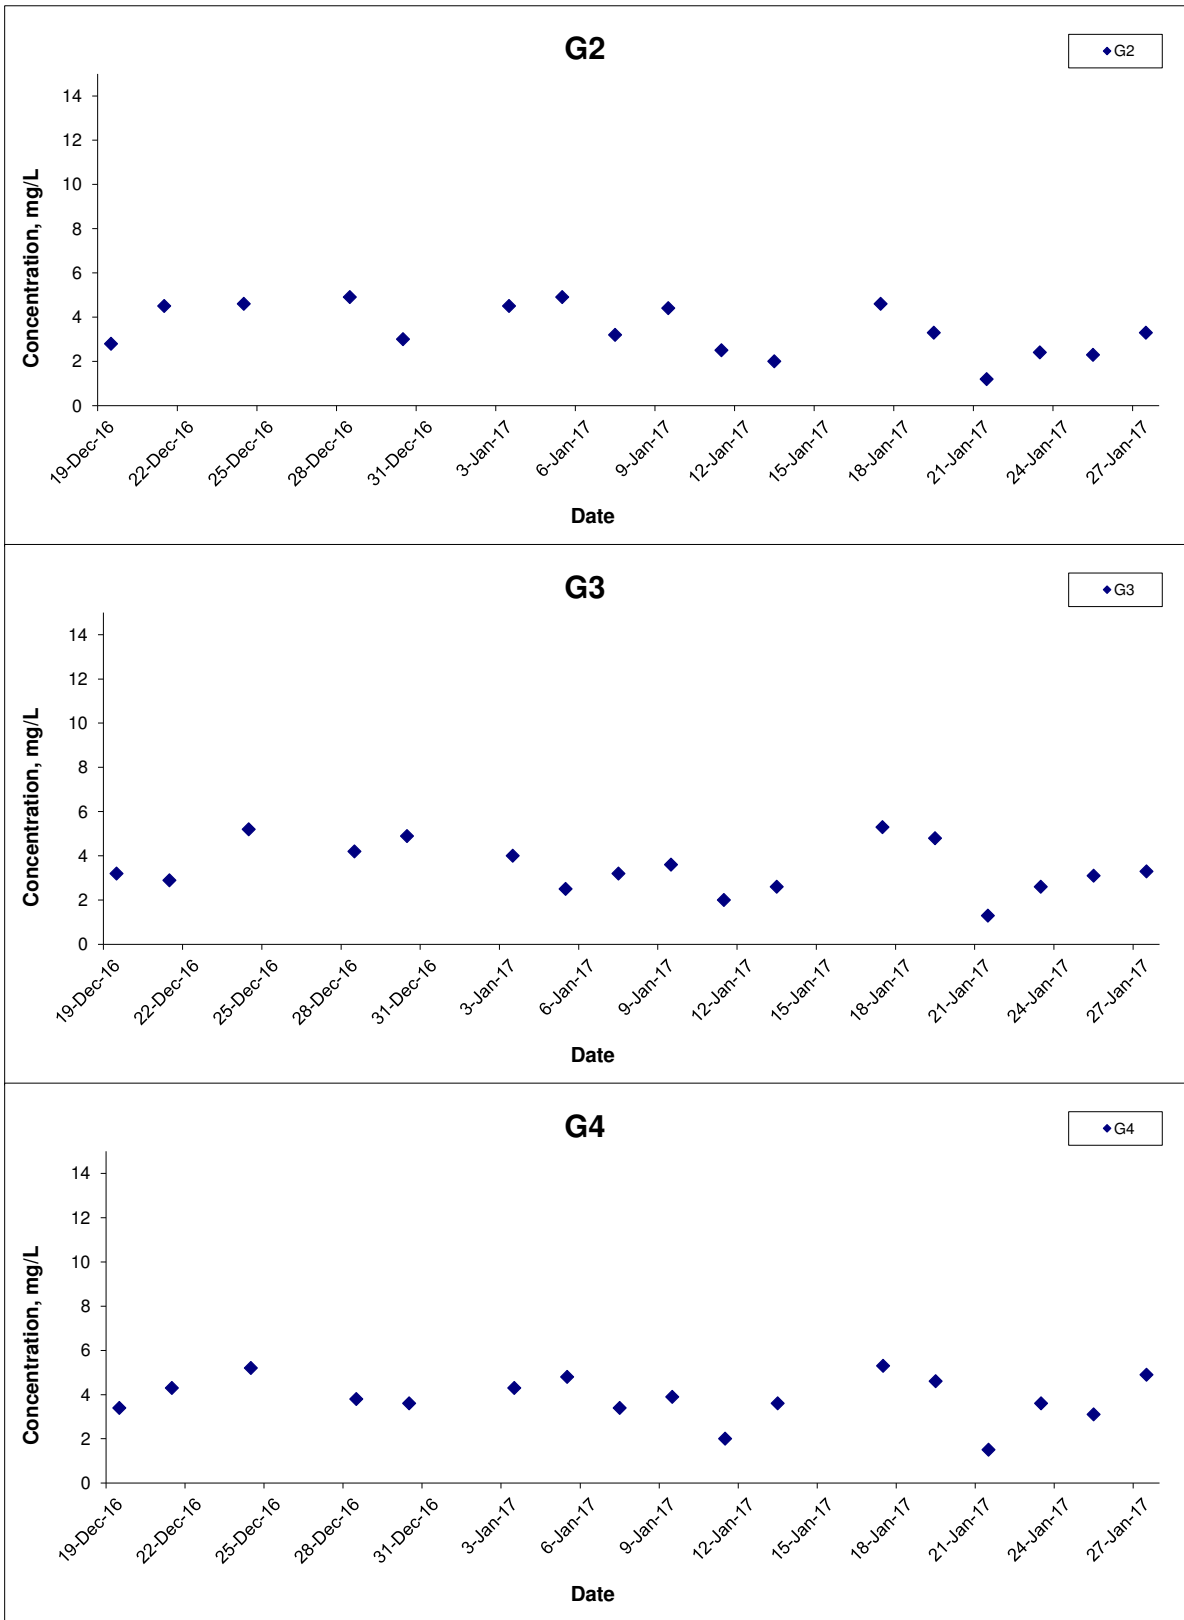 G2
G2
14
12
10
8
6
4
2
0
Concentration, mg/L
19-Dec-16
22-Dec-16
25-Dec-16
28-Dec-16
31-Dec-16
3-Jan-17
6-Jan-17
9-Jan-17
12-Jan-17
15-Jan-17
18-Jan-17
21-Jan-17
24-Jan-17
27-Jan-17
Date
G3
G3
14
12
10
8
6
4
2
0
Concentration, mg/L
19-Dec-16
22-Dec-16
25-Dec-16
28-Dec-16
31-Dec-16
3-Jan-17
6-Jan-17
9-Jan-17
12-Jan-17
15-Jan-17
18-Jan-17
21-Jan-17
24-Jan-17
27-Jan-17
Date
G4
G4
14
12
10
8
6
4
2
0
Concentration, mg/L
19-Dec-16
22-Dec-16
25-Dec-16
28-Dec-16
31-Dec-16
3-Jan-17
6-Jan-17
9-Jan-17
12-Jan-17
15-Jan-17
18-Jan-17
21-Jan-17
24-Jan-17
27-Jan-17
Date